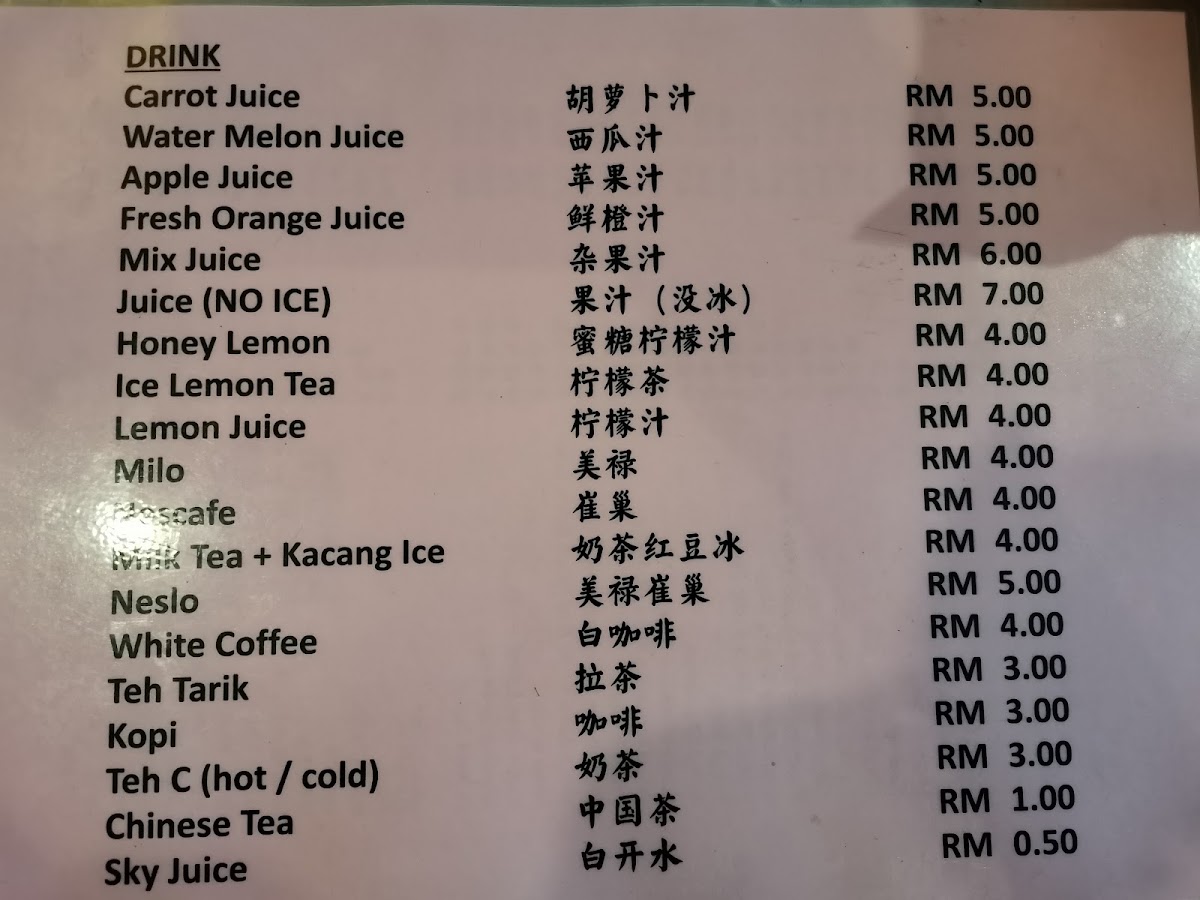 DRINK
Carrot Juice 胡萝卜汁 RM 5.00
Water Melon Juice 西瓜汁 RM 5.00
Apple Juice 苹果汁 RM 5.00
Fresh Orange Juice 鲜橙汁 RM 5.00
Mix Juice 杂果汁 RM 6.00
Juice (NO ICE) 果汁（没冰） RM 7.00
Honey Lemon 蜜糖柠檬汁 RM 4.00
Ice Lemon Tea 柠檬茶 RM 4.00
Lemon Juice 柠檬汁 RM 4.00
Milo 美禄 RM 4.00
Nescafe 崔巢 RM 4.00
Milk Tea + Kacang Ice 奶茶红豆冰 RM 4.00
Neslo 美禄崔巢 RM 5.00
White Coffee 白咖啡 RM 4.00
Teh Tarik 拉茶 RM 3.00
Kopi 咖啡 RM 3.00
Teh C (hot / cold) 奶茶 RM 3.00
Chinese Tea 中国茶 RM 1.00
Sky Juice 白开水 RM 0.50